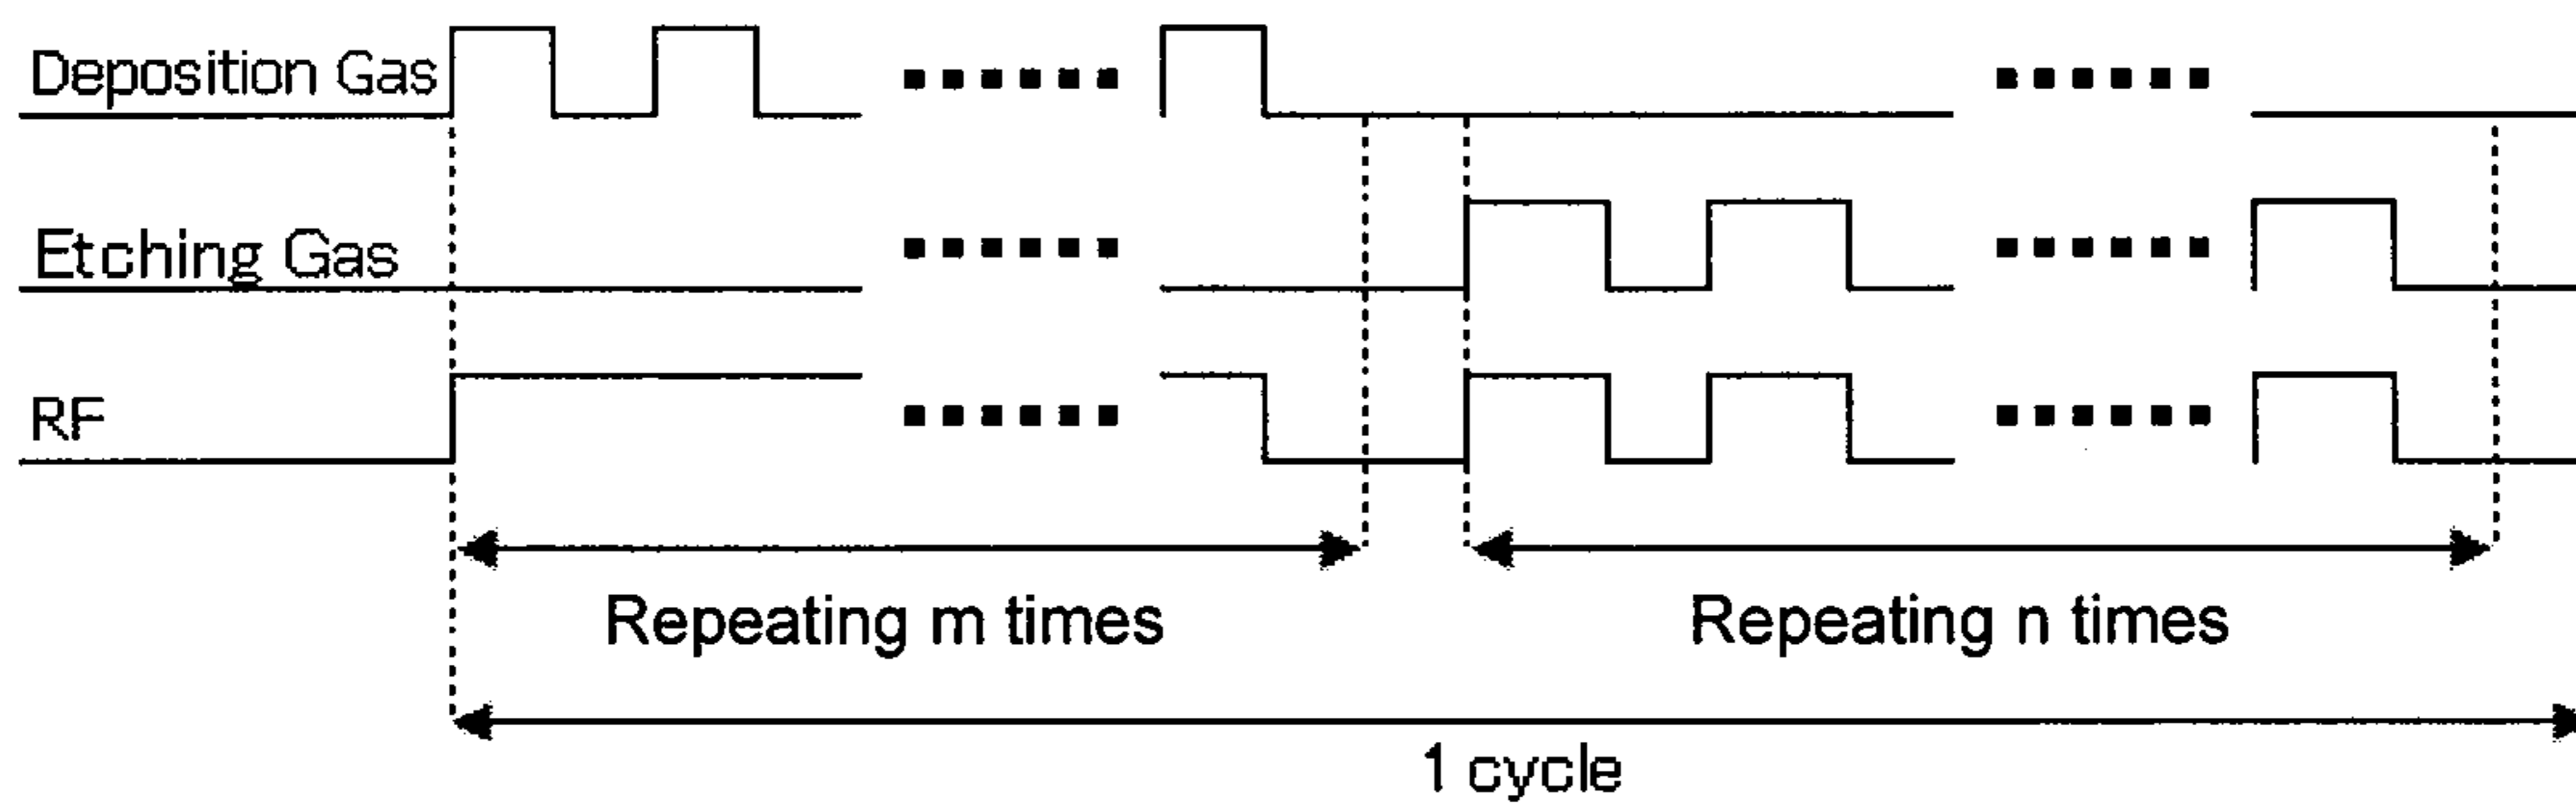 Deposition Gas
Etching Gas
RF
Repeating m times
Repeating n times
1 cycle